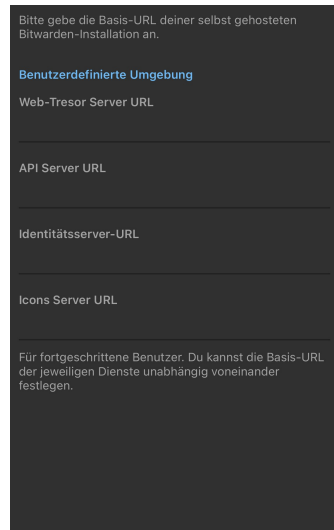 Bitte gebe die Basis-URL deiner selbst gehosteten
Bitwarden-Installation an.
Benutzerdefinierte Umgebung
Web-Tresor Server URL
API Server URL
Identitätsserver-URL
Icons Server URL
Für fortgeschrittene Benutzer. Du kannst die Basis-URL
der jeweiligen Dienste unabhängig voneinander
festlegen.